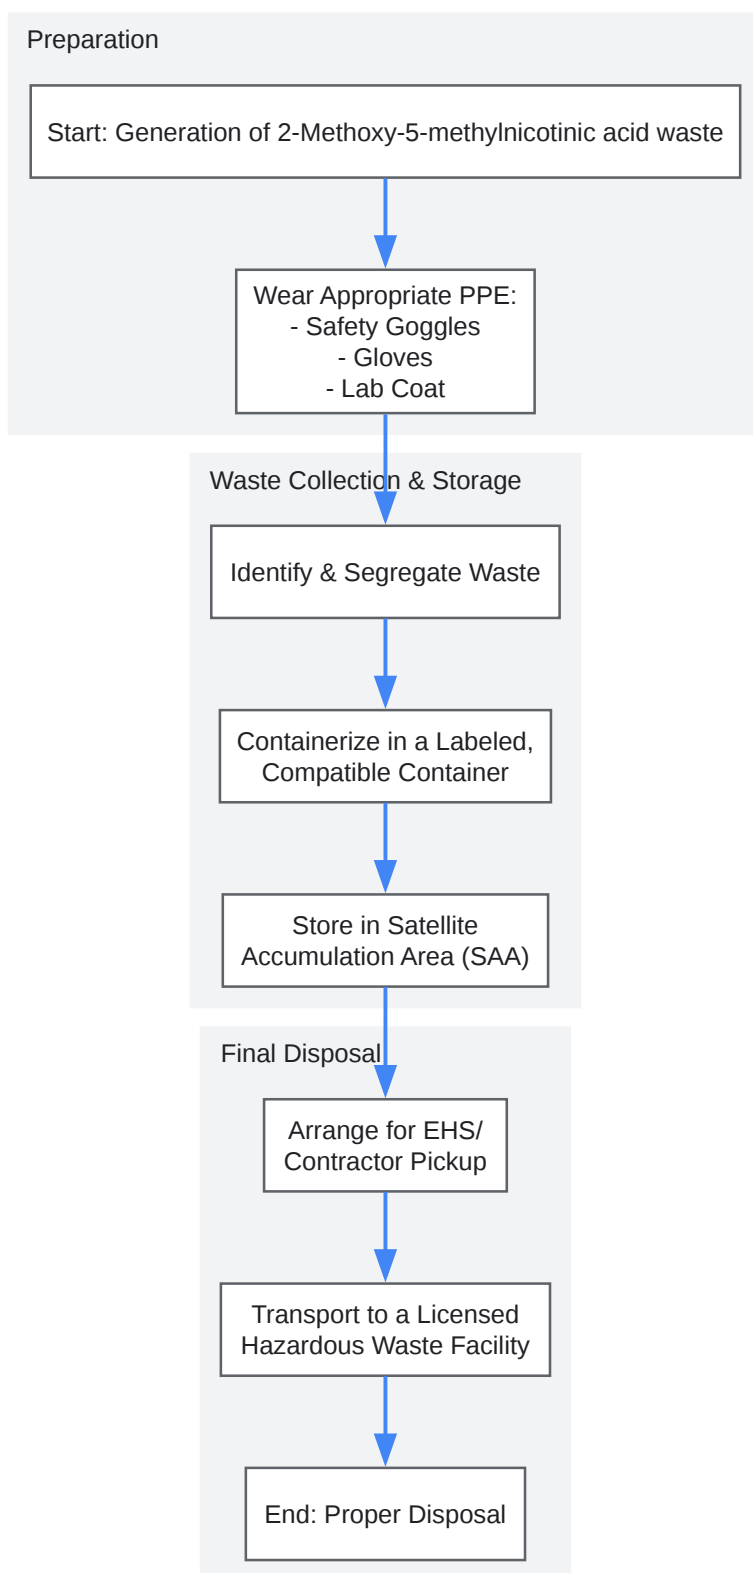 Preparation
Start: Generation of 2-Methoxy-5-methylnicotinic acid waste
Wear Appropriate PPE:
- Safety Goggles
- Gloves
- Lab Coat
Waste Collection & Storage
Identify & Segregate Waste
Containerize in a Labeled,
Compatible Container
Store in Satellite
Accumulation Area (SAA)
Final Disposal
Arrange for EHS/
Contractor Pickup
Transport to a Licensed
Hazardous Waste Facility
End: Proper Disposal